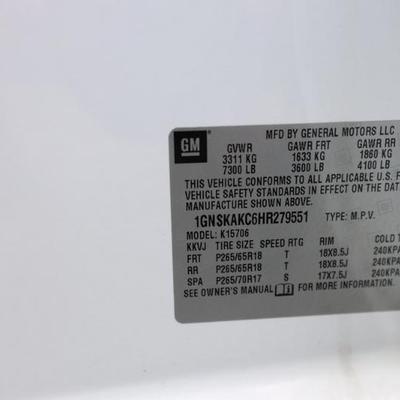 MFD BY GENERAL MOTORS LLC
GM GVWR GAWR FRT GAWR RR
3311 KG 1633 KG 1860 KG
7300 LB 3600 LB 4100 LB
THIS VEHICLE CONFORMS TO ALL APPLICABLE U.S. F
VEHICLE SAFETY STANDARDS IN EFFECT ON THE DAT
MANUFACTURE SHOWN ABOVE.
1GNSKAKC6HR279551 TYPE: M.P.V.
MODEL: K15706
KKVJ TIRE SIZE SPEED RTG RIM COLD T
FRT P265/65R18 T 18X8.5J 240KPA
RR P265/65R18 T 18X8.5J 240KPA
SPA P265/70R17 S 17X7.5J 240KPA
SEE OWNER'S MANUAL FOR MORE INFORMATION.